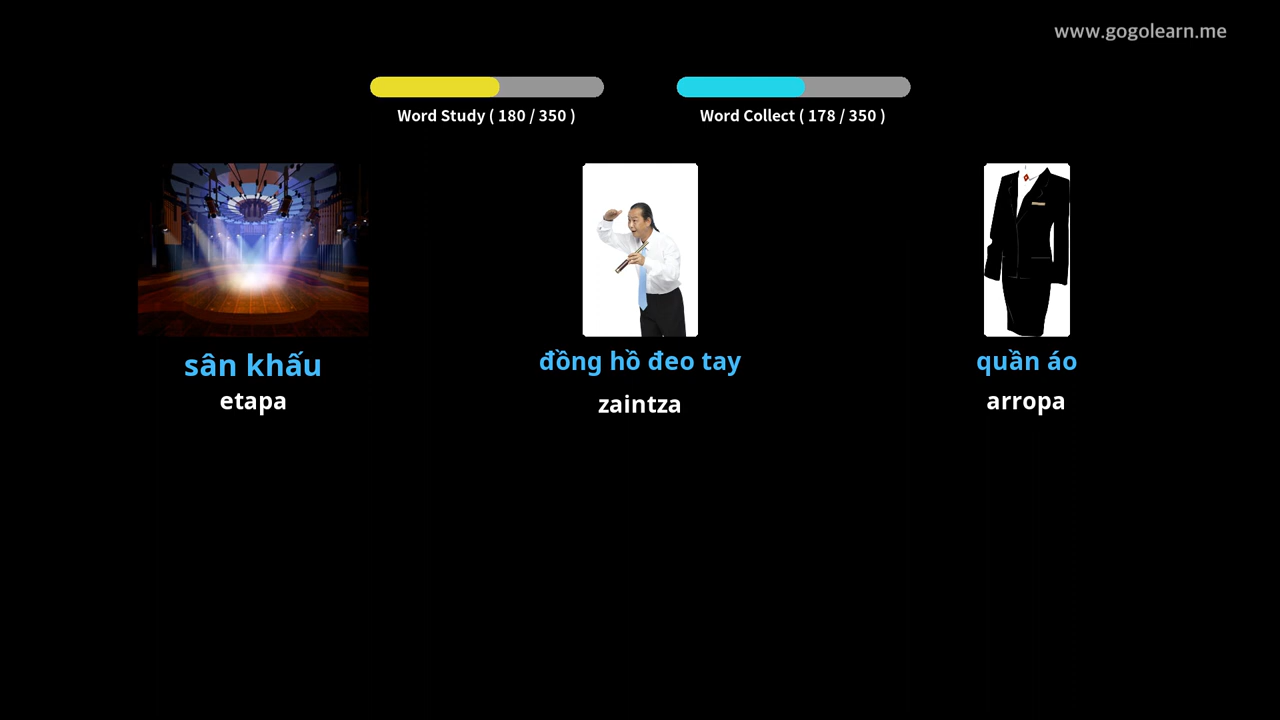 www.gogolearn.me
Word Study ( 180 / 350 )
Word Collect ( 178 / 350 )
sân khấu
etapa
đồng hồ đeo tay
zaintza
quần áo
arropa